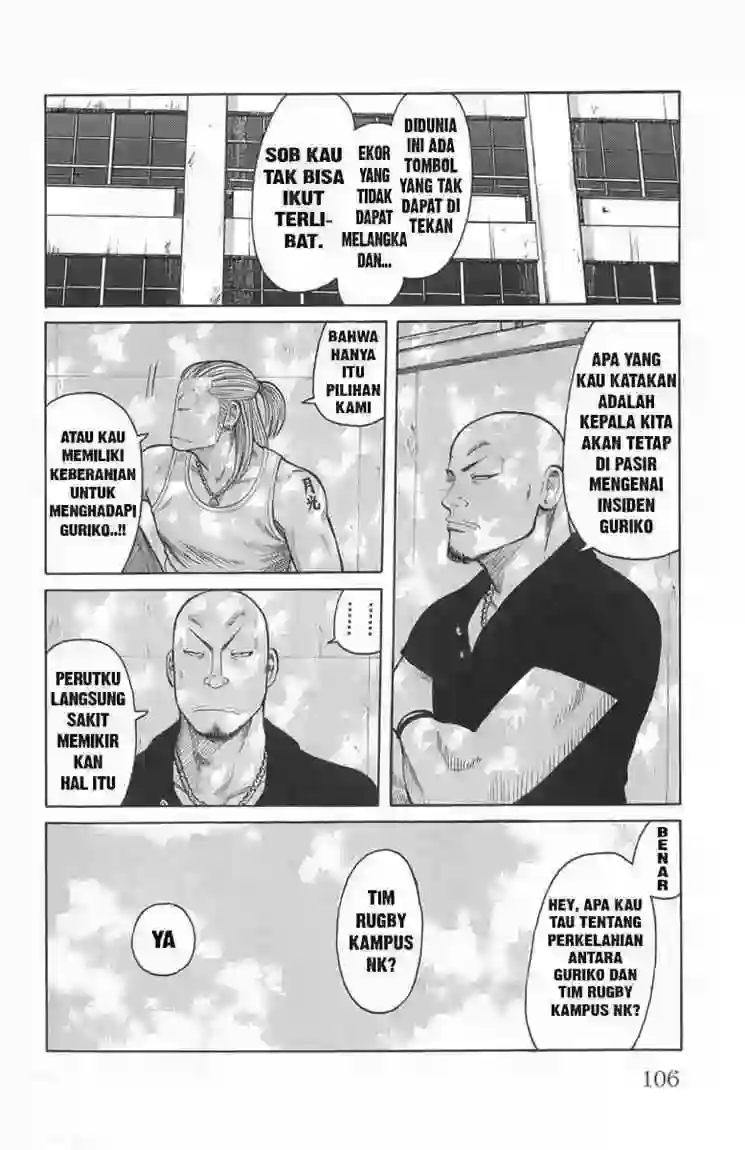 DIDUNIA
INI ADA
TOMBOL
YANG TAK
DAPAT DI
TEKAN
EKOR
YANG
TIDAK
DAPAT
MELANGKA
DAN...
SOB KAU
TAK BISA
IKUT
TERLI-
BAT.
APA YANG
KAU KATAKAN
ADALAH
KEPALA KITA
AKAN TETAP
DI PASIR
MENGENAI
INSIDEN
GURIKO
BAHWA
HANYA
ITU
PILIHAN
KAMI
ATAU KAU
MEMILIKI
KEBERANIAN
UNTUK
MENGHADAPI
GURIKO..!!
月光
......
PERUTKU
LANGSUNG
SAKIT
MEMIKIR
KAN
HAL ITU
BENAR
HEY, APA KAU
TAU TENTANG
PERKELAHIAN
ANTARA
GURIKO DAN
TIM RUGBY
KAMPUS NK?
TIM
RUGBY
KAMPUS
NK?
YA
106